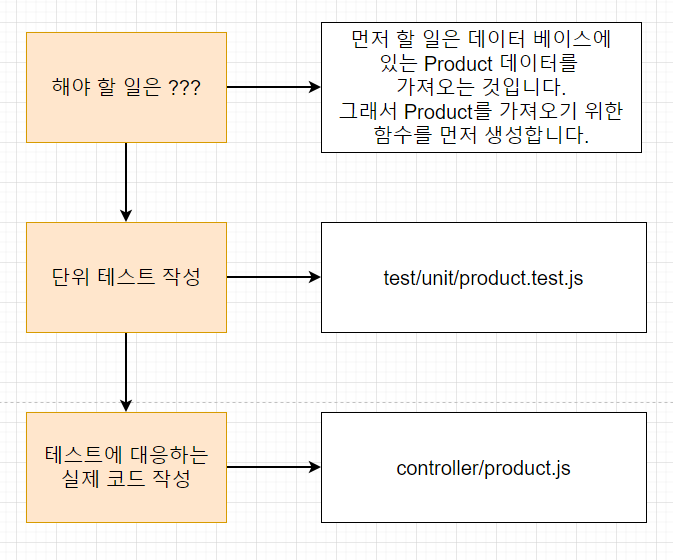 해야 할 일은 ???
먼저 할 일은 데이터 베이스에
있는 Product 데이터를
가져오는 것입니다.
그래서 Product를 가져오기 위한
함수를 먼저 생성합니다.
단위 테스트 작성
test/unit/product.test.js
테스트에 대응하는
실제 코드 작성
controller/product.js